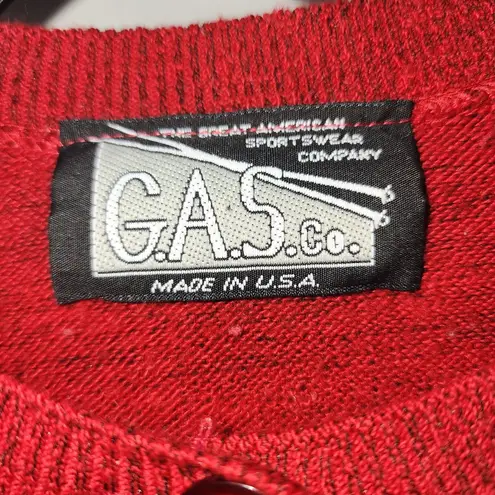 THE GREAT AMERICAN
SPORTSWEAR
COMPANY
G.A.S.Co.
MADE IN U.S.A.